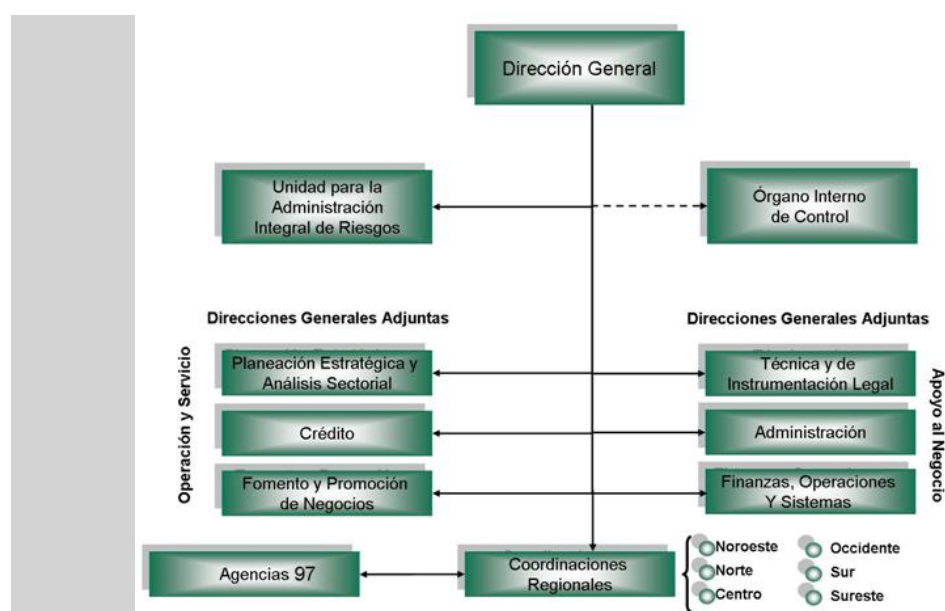 Dirección General
Unidad para la
Administración
Integral de Riesgos
Órgano Interno
de Control
Direcciones Generales Adjuntas
Direcciones Generales Adjuntas
Operación y Servicio
Planeación Estratégica y
Análisis Sectorial
Técnica y de
Instrumentación Legal
Apoyo al Negocio
Crédito
Administración
Fomento y Promoción
de Negocios
Finanzas, Operaciones
Y Sistemas
Agencias 97
Coordinaciones
Regionales
Noroeste
Norte
Centro
Occidente
Sur
Sureste